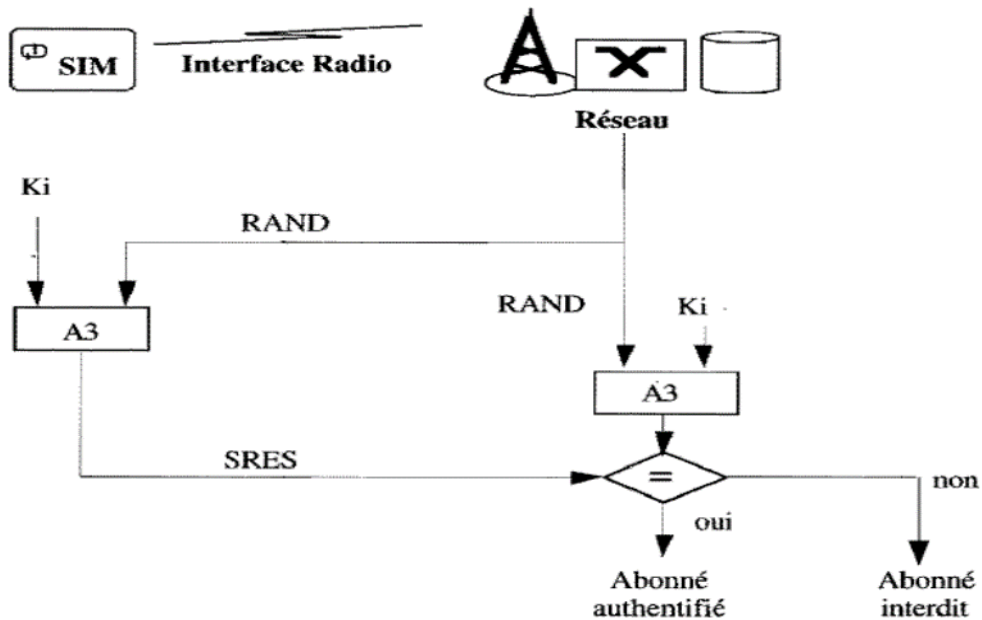 SIM
Interface Radio
Réseau
Ki
RAND
RAND
Ki
A3
A3
SRES
=
non
oui
Abonné
authentifié
Abonné
interdit